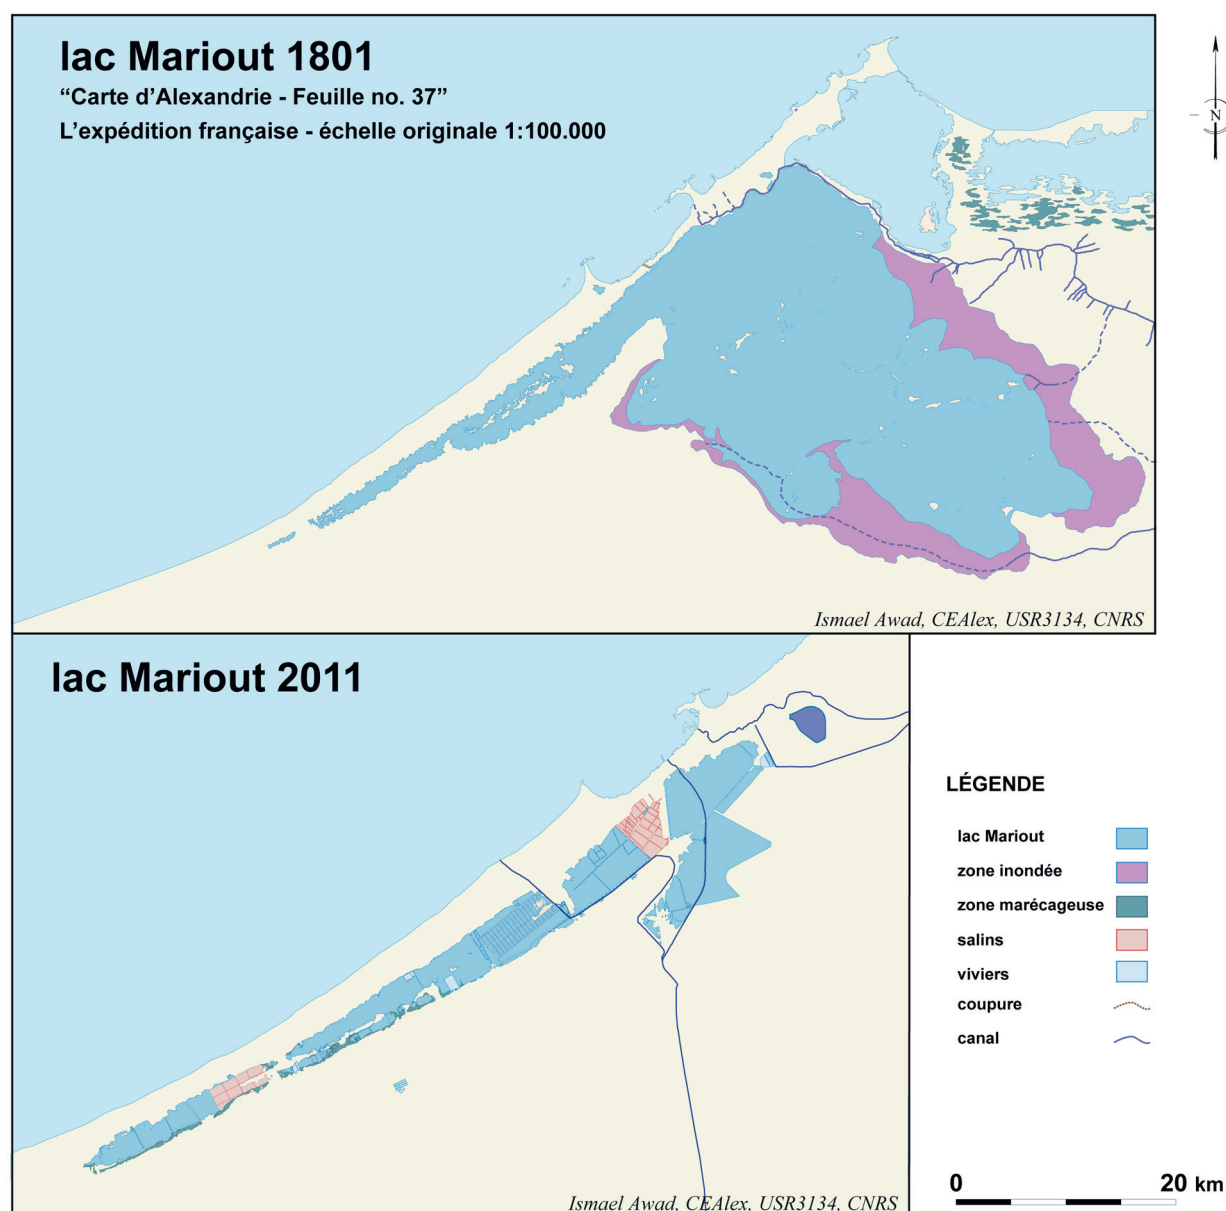 lac Mariout 1801
“Carte d’Alexandrie - Feuille no. 37”
L’expédition française - échelle originale 1:100.000
N
Ismael Awad, CEAlex, USR3134, CNRS
lac Mariout 2011
LÉGENDE
lac Mariout
zone inondée
zone marécageuse
salins
viviers
coupure
canal
0 20 km
Ismael Awad, CEAlex, USR3134, CNRS